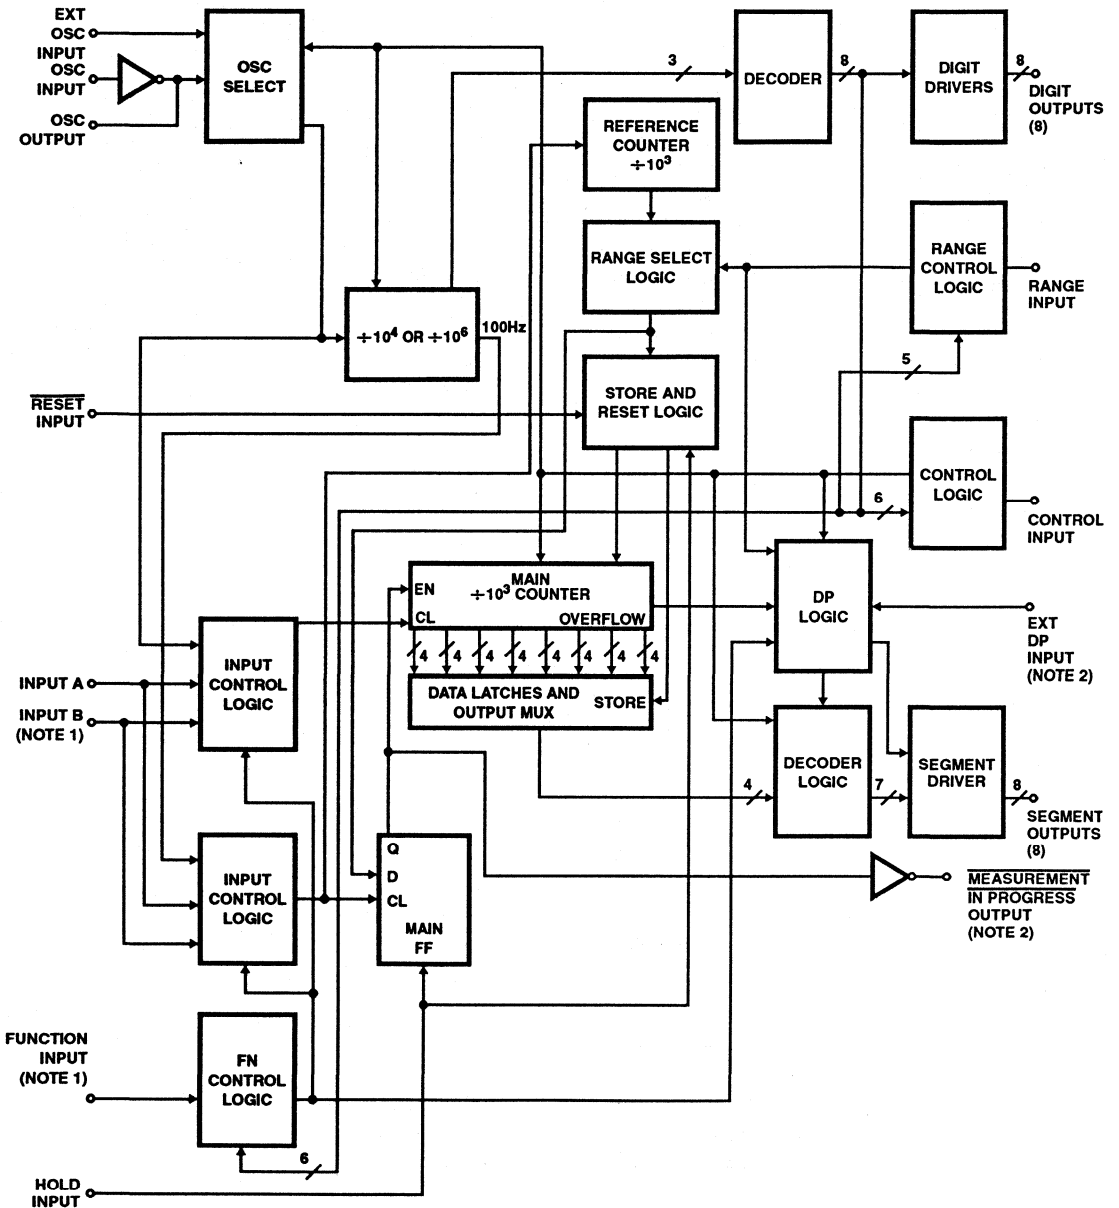 EXT
OSC
INPUT
OSC
INPUT
OSC
OUTPUT
OSC
SELECT
3
DECODER
8
DIGIT
DRIVERS
8
DIGIT
OUTPUTS
(8)
REFERENCE
COUNTER
÷10³
RANGE SELECT
LOGIC
RANGE
CONTROL
LOGIC
RANGE
INPUT
÷10⁴ OR ÷10⁶
100Hz
5
STORE AND
RESET LOGIC
RESET
INPUT
CONTROL
LOGIC
6
CONTROL
INPUT
EN
MAIN
÷10³ COUNTER
CL
OVERFLOW
4 4 4 4 4 4 4 4
DATA LATCHES AND
OUTPUT MUX
STORE
DP
LOGIC
EXT
DP
INPUT
(NOTE 2)
INPUT
CONTROL
LOGIC
INPUT A
INPUT B
(NOTE 1)
DECODER
LOGIC
4
7
SEGMENT
DRIVER
8
SEGMENT
OUTPUTS
(8)
INPUT
CONTROL
LOGIC
Q
D
CL
MAIN
FF
MEASUREMENT
IN PROGRESS
OUTPUT
(NOTE 2)
FUNCTION
INPUT
(NOTE 1)
FN
CONTROL
LOGIC
6
HOLD
INPUT